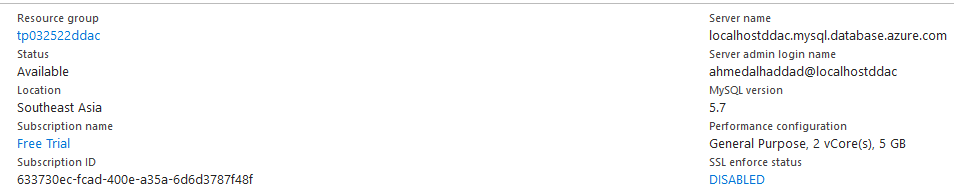 Resource group
tp032522ddac
Status
Available
Location
Southeast Asia
Subscription name
Free Trial
Subscription ID
633730ec-fcad-400e-a35a-6d6d3787f48f
Server name
localhostddac.mysql.database.azure.com
Server admin login name
ahmedalhaddad@localhostddac
MySQL version
5.7
Performance configuration
General Purpose, 2 vCore(s), 5 GB
SSL enforce status
DISABLED